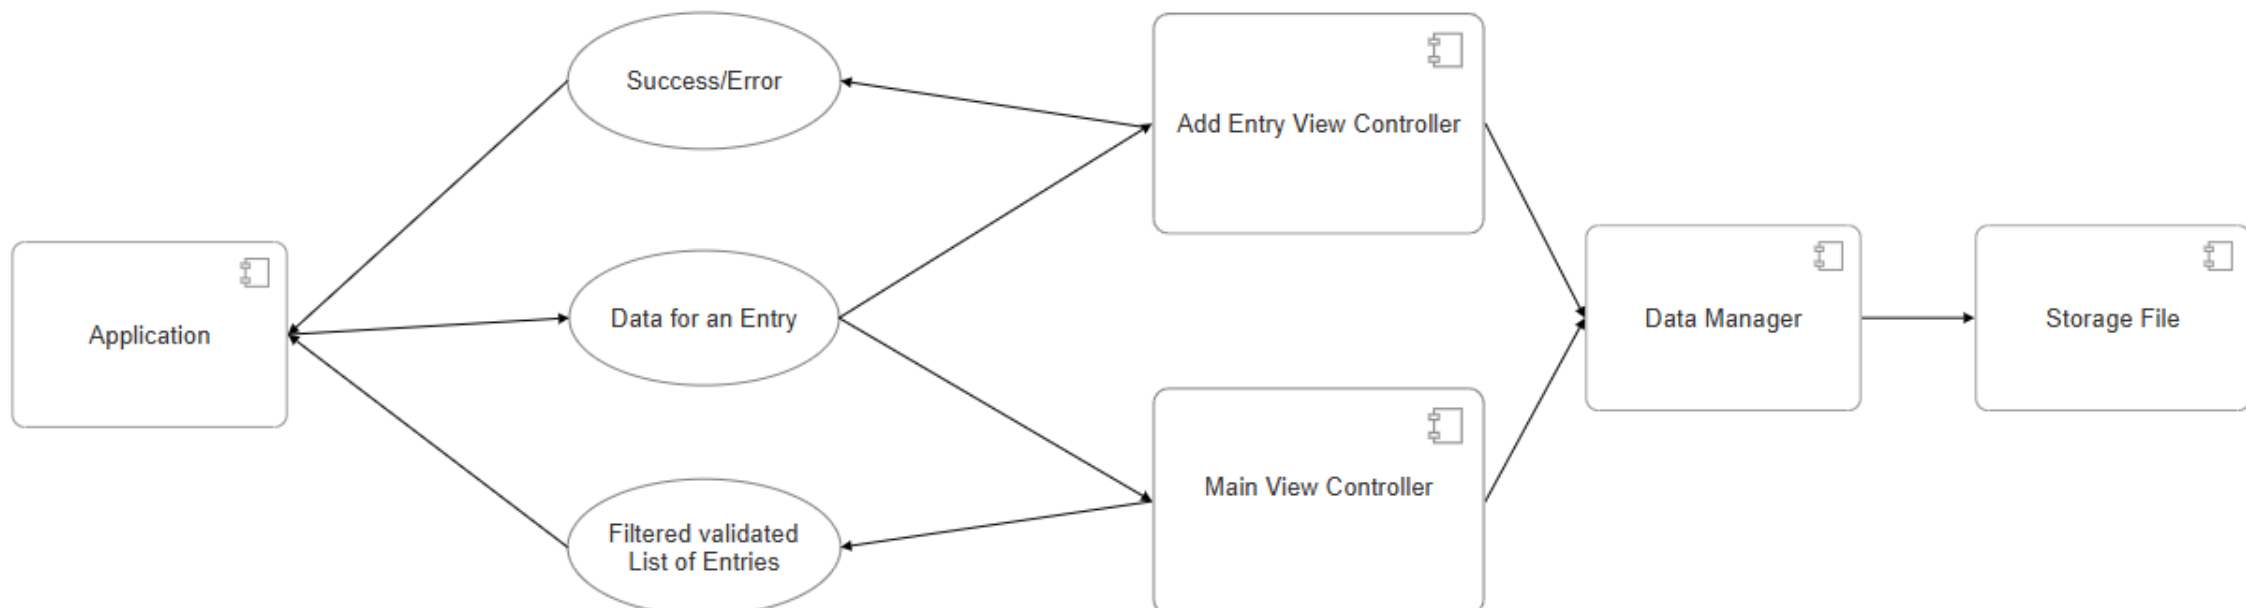 Success/Error
Add Entry View Controller
Application
Data for an Entry
Data Manager
Storage File
Main View Controller
Filtered validated
List of Entries